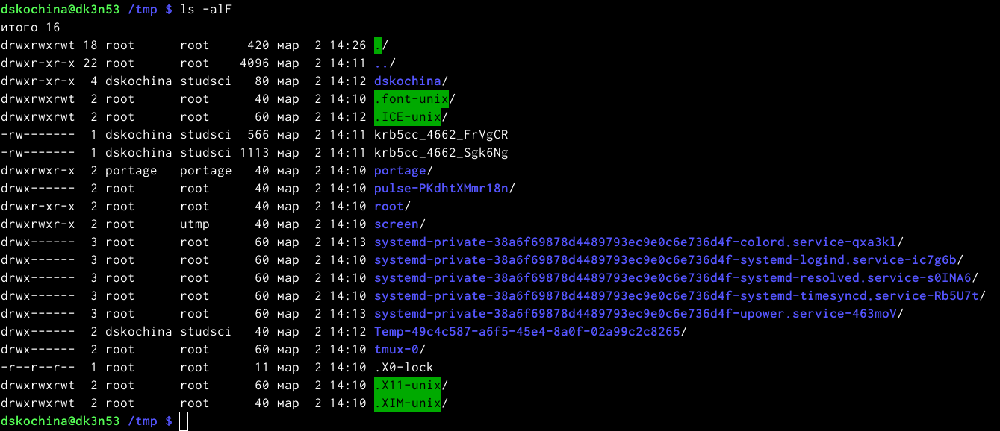 dskochina@dk3n53 /tmp $ ls -alF
итого 16
drwxrwxrwt 18 root      root     420 мар  2 14:26 ./
drwxr-xr-x 22 root      root    4096 мар  2 14:11 ../
drwxr-xr-x  4 dskochina studsci   80 мар  2 14:12 dskochina/
drwxrwxrwt  2 root      root      40 мар  2 14:10 .font-unix/
drwxrwxrwt  2 root      root      60 мар  2 14:12 .ICE-unix/
-rw-------  1 dskochina studsci  566 мар  2 14:11 krb5cc_4662_FrVgCR
-rw-------  1 dskochina studsci 1113 мар  2 14:11 krb5cc_4662_Sgk6Ng
drwxrwxr-x  2 portage   portage   40 мар  2 14:10 portage/
drwx------  2 root      root      40 мар  2 14:10 pulse-PKdhtXMmr18n/
drwxr-xr-x  2 root      root      40 мар  2 14:10 root/
drwxrwxr-x  2 root      utmp      40 мар  2 14:10 screen/
drwx------  3 root      root      60 мар  2 14:13 systemd-private-38a6f69878d4489793ec9e0c6e736d4f-colord.service-qxa3kl/
drwx------  3 root      root      60 мар  2 14:10 systemd-private-38a6f69878d4489793ec9e0c6e736d4f-systemd-logind.service-ic7g6b/
drwx------  3 root      root      60 мар  2 14:10 systemd-private-38a6f69878d4489793ec9e0c6e736d4f-systemd-resolved.service-s0INA6/
drwx------  3 root      root      60 мар  2 14:10 systemd-private-38a6f69878d4489793ec9e0c6e736d4f-systemd-timesyncd.service-Rb5U7t/
drwx------  3 root      root      60 мар  2 14:13 systemd-private-38a6f69878d4489793ec9e0c6e736d4f-upower.service-463moV/
drwx------  2 dskochina studsci   40 мар  2 14:12 Temp-49c4c587-a6f5-45e4-8a0f-02a99c2c8265/
drwx------  2 root      root      60 мар  2 14:10 tmux-0/
-r--r--r--  1 root      root      11 мар  2 14:10 .X0-lock
drwxrwxrwt  2 root      root      60 мар  2 14:10 .X11-unix/
drwxrwxrwt  2 root      root      40 мар  2 14:10 .XIM-unix/
dskochina@dk3n53 /tmp $